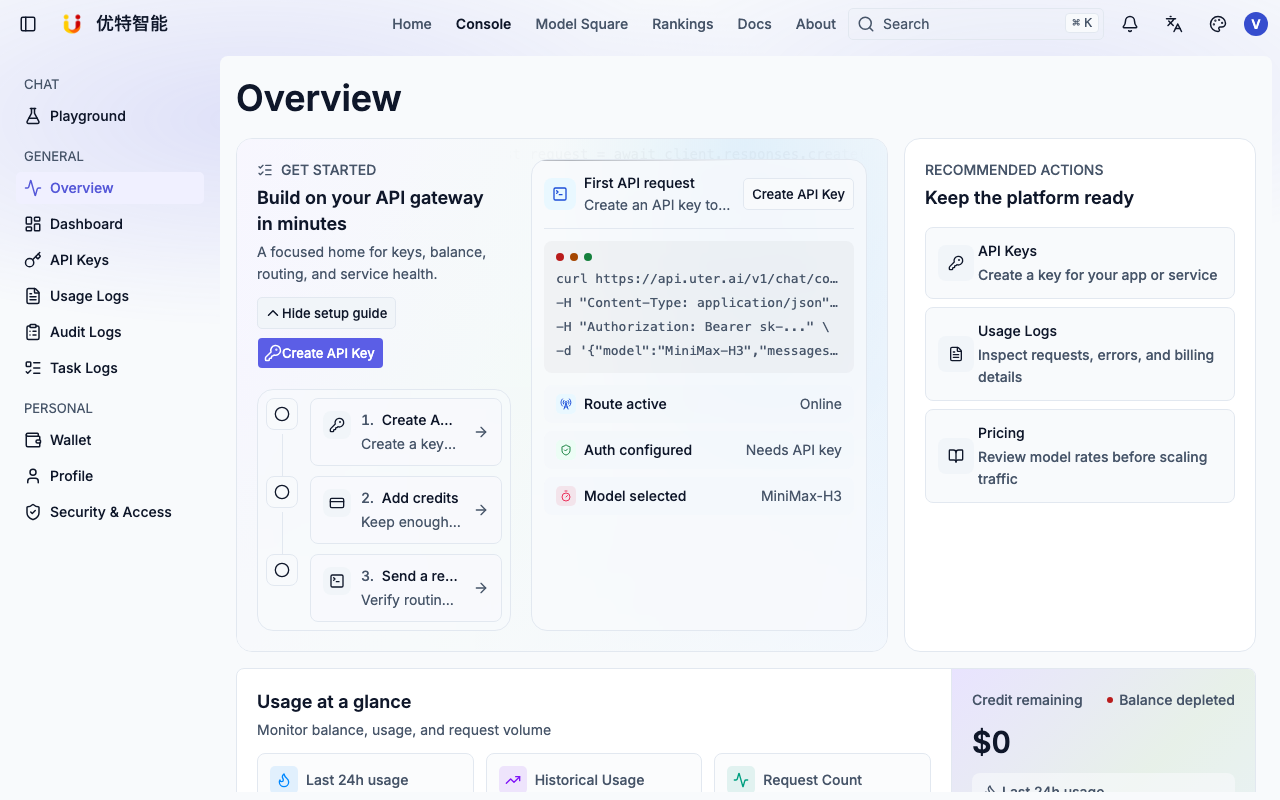 优特智能
Home
Console
Model Square
Rankings
Docs
About
Search
⌘ K
V
CHAT
Playground
GENERAL
Overview
Dashboard
API Keys
Usage Logs
Audit Logs
Task Logs
PERSONAL
Wallet
Profile
Security & Access
Overview
GET STARTED
Build on your API gateway
in minutes
A focused home for keys, balance,
routing, and service health.
Hide setup guide
Create API Key
1. Create A...
Create a key...
2. Add credits
Keep enough...
3. Send a re...
Verify routin...
First API request
Create an API key to...
Create API Key
curl https://api.uter.ai/v1/chat/co...
-H "Content-Type: application/json"...
-H "Authorization: Bearer sk-..." \
-d '{"model":"MiniMax-H3","messages...
Route active
Online
Auth configured
Needs API key
Model selected
MiniMax-H3
RECOMMENDED ACTIONS
Keep the platform ready
API Keys
Create a key for your app or service
Usage Logs
Inspect requests, errors, and billing
details
Pricing
Review model rates before scaling
traffic
Usage at a glance
Monitor balance, usage, and request volume
Last 24h usage
Historical Usage
Request Count
Credit remaining
Balance depleted
$0
Last 24h usage